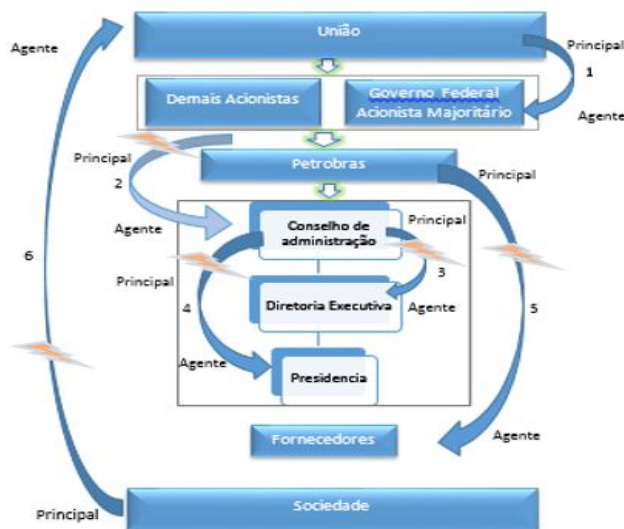 União
Agente
Principal
1
Demais Acionistas
Governo Federal
Acionista Majoritário
Agente
Principal
2
Petrobras
Principal
Agente
Conselho de
administração
Principal
6
Principal
3
4
Diretoria Executiva
Agente
5
Agente
Presidencia
Fornecedores
Agente
Principal
Sociedade